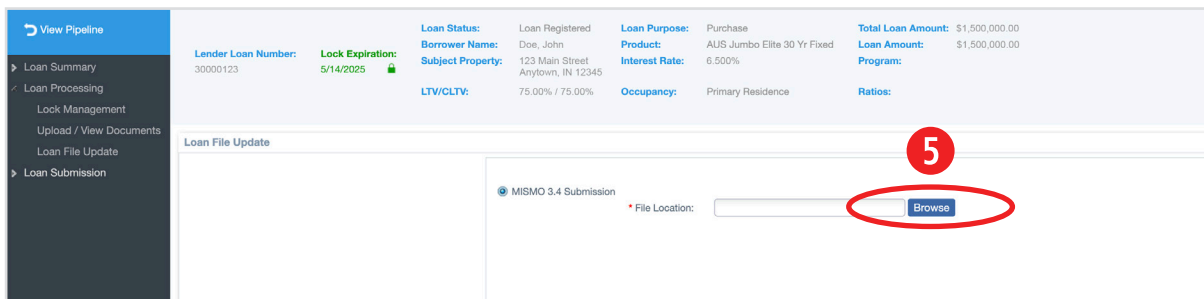 View Pipeline
Loan Summary
Loan Processing
Lock Management
Upload / View Documents
Loan File Update
Loan Submission
Lender Loan Number:
30000123
Lock Expiration:
5/14/2025
Loan Status: Loan Registered
Borrower Name: Doe, John
Subject Property: 123 Main Street
Anytown, IN 12345
LTV/CLTV: 75.00% / 75.00%
Loan Purpose: Purchase
Product: AUS Jumbo Elite 30 Yr Fixed
Interest Rate: 6.500%
Occupancy: Primary Residence
Total Loan Amount: $1,500,000.00
Loan Amount: $1,500,000.00
Program:
Ratios:
Loan File Update
5
MISMO 3.4 Submission
* File Location: Browse